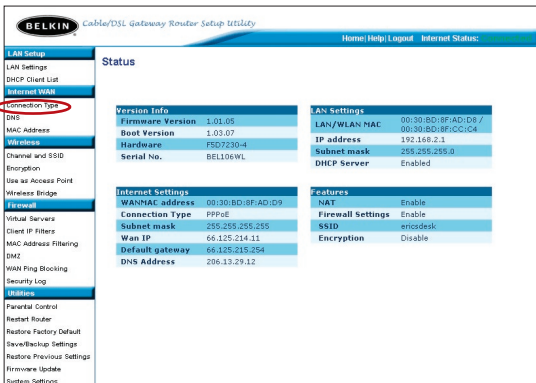 BELKIN Cable/DSL Gateway Router Setup Utility
Home|Help|Logout Internet Status:
LAN Setup
LAN Settings
DHCP Client List
Internet WAN
Connection Type
DNS
MAC Address
Wireless
Channel and SSID
Encryption
Use as Access Point
Wireless Bridge
Firewall
Virtual Servers
Client IP Filters
MAC Address Filtering
DMZ
WAN Ping Blocking
Security Log
Utilities
Parental Control
Restart Router
Restore Factory Default
Save/Backup Settings
Restore Previous Settings
Firmware Update
System Settings
Status
Version Info
Firmware Version 1.01.05
Boot Version 1.03.07
Hardware F5D7230-4
Serial No. BEL106WL
LAN Settings
LAN/WLAN MAC 00:30:BD:8F:AD:D8 /
00:30:BD:8F:CC:C4
IP address 192.168.2.1
Subnet mask 255.255.255.0
DHCP Server Enabled
Internet Settings
WANMAC address 00:30:BD:8F:AD:D9
Connection Type PPPoE
Subnet mask 255.255.255.255
Wan IP 66.125.214.11
Default gateway 66.125.215.254
DNS Address 206.13.29.12
Features
NAT Enable
Firewall Settings Enable
SSID ericsdesk
Encryption Disable